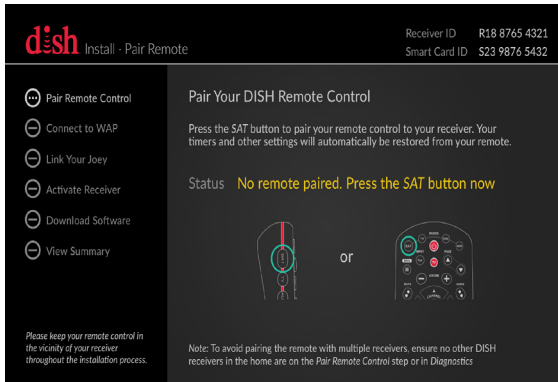 dish Install - Pair Remote
Receiver ID R18 8765 4321
Smart Card ID S23 9876 5432
Pair Remote Control
Connect to WAP
Link Your Joey
Activate Receiver
Download Software
View Summary
Please keep your remote control in
the vicinity of your receiver
throughout the installation process.
Pair Your DISH Remote Control
Press the SAT button to pair your remote control to your receiver. Your
timers and other settings will automatically be restored from your remote.
Status No remote paired. Press the SAT button now
or
SAT
Note: To avoid pairing the remote with multiple receivers, ensure no other DISH
receivers in the home are on the Pair Remote Control step or in Diagnostics